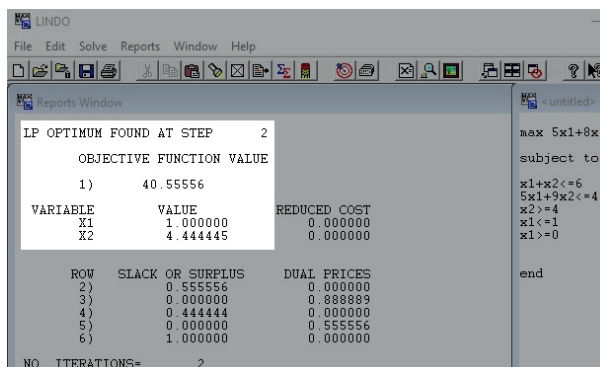 LINDO
File Edit Solve Reports Window Help
Reports Window
LP OPTIMUM FOUND AT STEP 2
OBJECTIVE FUNCTION VALUE
1) 40.55556
VARIABLE VALUE REDUCED COST
X1 1.000000 0.000000
X2 4.444445 0.000000
ROW SLACK OR SURPLUS DUAL PRICES
2) 0.555556 0.000000
3) 0.000000 0.888889
4) 0.444444 0.000000
5) 0.000000 0.555556
6) 1.000000 0.000000
NO. ITERATIONS= 2
<untitled>
max 5x1+8x
subject to
x1+x2<=6
5x1+9x2<=4
x2>=4
x1<=1
x1>=0
end